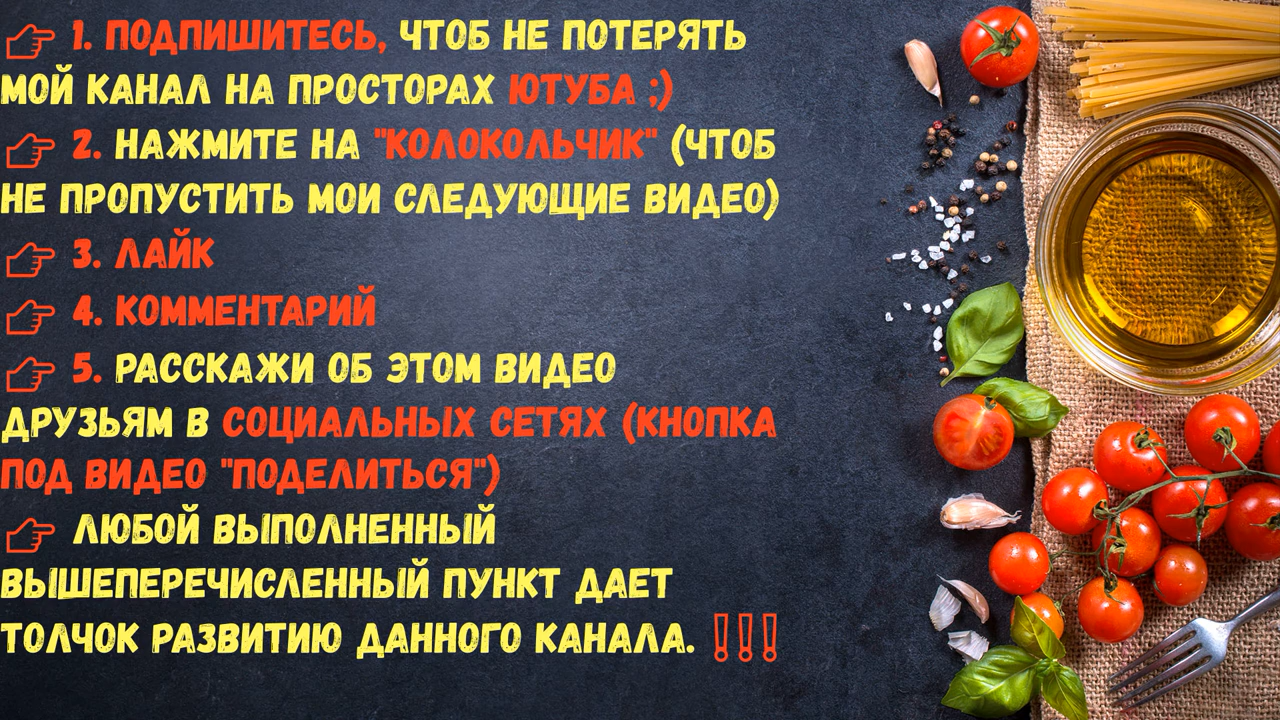 👉 1. ПОДПИШИТЕСЬ, ЧТОБ НЕ ПОТЕРЯТЬ
МОЙ КАНАЛ НА ПРОСТОРАХ ЮТУБА ;)
👉 2. НАЖМИТЕ НА "КОЛОКОЛЬЧИК" (ЧТОБ
НЕ ПРОПУСТИТЬ МОИ СЛЕДУЮЩИЕ ВИДЕО)
👉 3. ЛАЙК
👉 4. КОММЕНТАРИЙ
👉 5. РАССКАЖИ ОБ ЭТОМ ВИДЕО
ДРУЗЬЯМ В СОЦИАЛЬНЫХ СЕТЯХ (КНОПКА
ПОД ВИДЕО "ПОДЕЛИТЬСЯ")
👉 ЛЮБОЙ ВЫПОЛНЕННЫЙ
ВЫШЕПЕРЕЧИСЛЕННЫЙ ПУНКТ ДАЕТ
ТОЛЧОК РАЗВИТИЮ ДАННОГО КАНАЛА. ❗❗❗